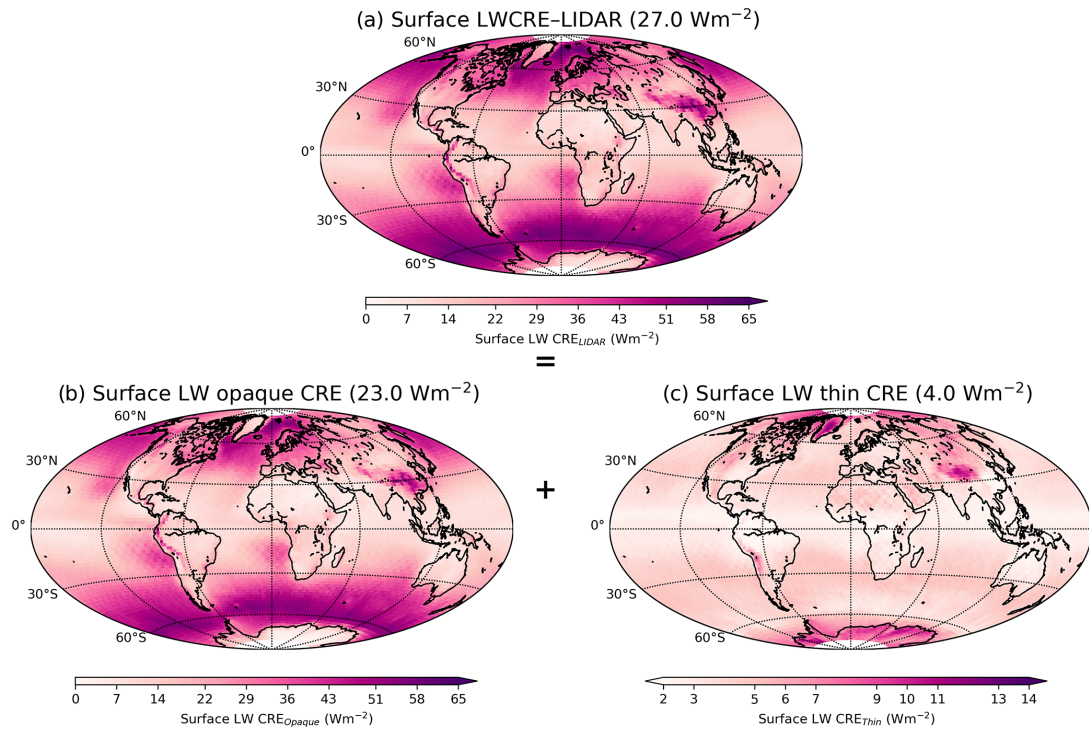 (a) Surface LWCRE–LIDAR (27.0 Wm⁻²)
60°N
30°N
0°
30°S
60°S
0 7 14 22 29 36 43 51 58 65
Surface LW CRE_LIDAR (Wm⁻²)
=
(b) Surface LW opaque CRE (23.0 Wm⁻²)
60°N
30°N
0°
30°S
60°S
0 7 14 22 29 36 43 51 58 65
Surface LW CRE_Opaque (Wm⁻²)
+
(c) Surface LW thin CRE (4.0 Wm⁻²)
60°N
30°N
0°
30°S
60°S
2 3 5 6 7 9 10 11 13 14
Surface LW CRE_Thin (Wm⁻²)